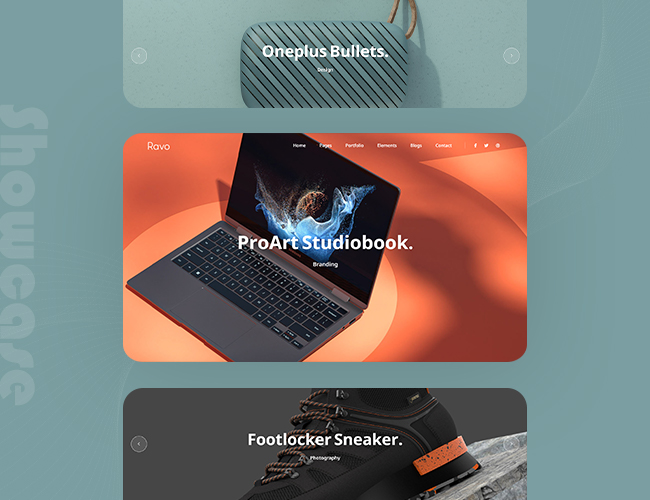 Oneplus Bullets.
Design
Showcase
Ravo
Home Pages Portfolio Elements Blogs Contact
ProArt Studiobook.
Branding
Footlocker Sneaker.
Photography